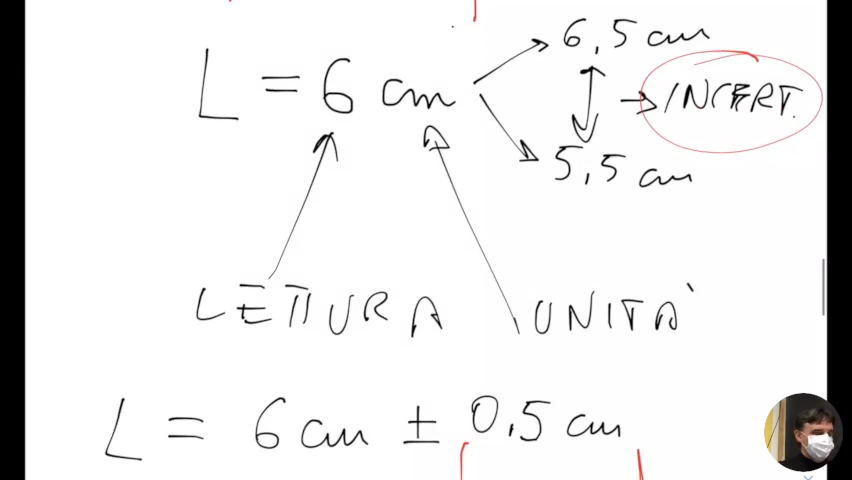 6,5 cm
L = 6 cm
INCERT.
5,5 cm
LETTURA UNITÀ
L = 6 cm ± 0,5 cm